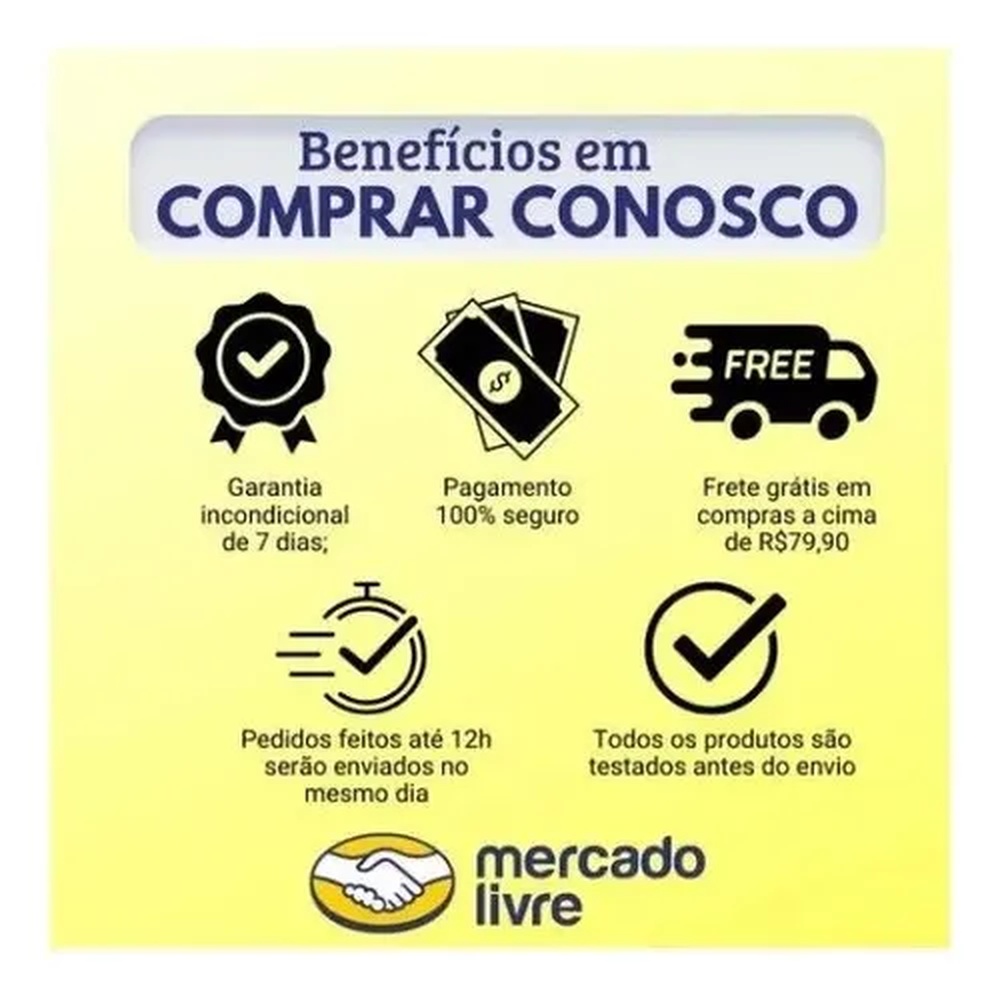 Benefícios em
COMPRAR CONOSCO
FREE
Garantia
incondicional
de 7 dias;
Pagamento
100% seguro
Frete grátis em
compras a cima
de R$79,90
Pedidos feitos até 12h
serão enviados no
mesmo dia
Todos os produtos são
testados antes do envio
mercado
livre